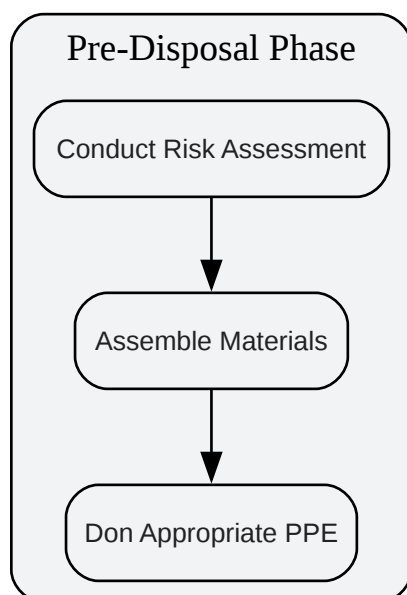 Pre-Disposal Phase
Conduct Risk Assessment
Assemble Materials
Don Appropriate PPE